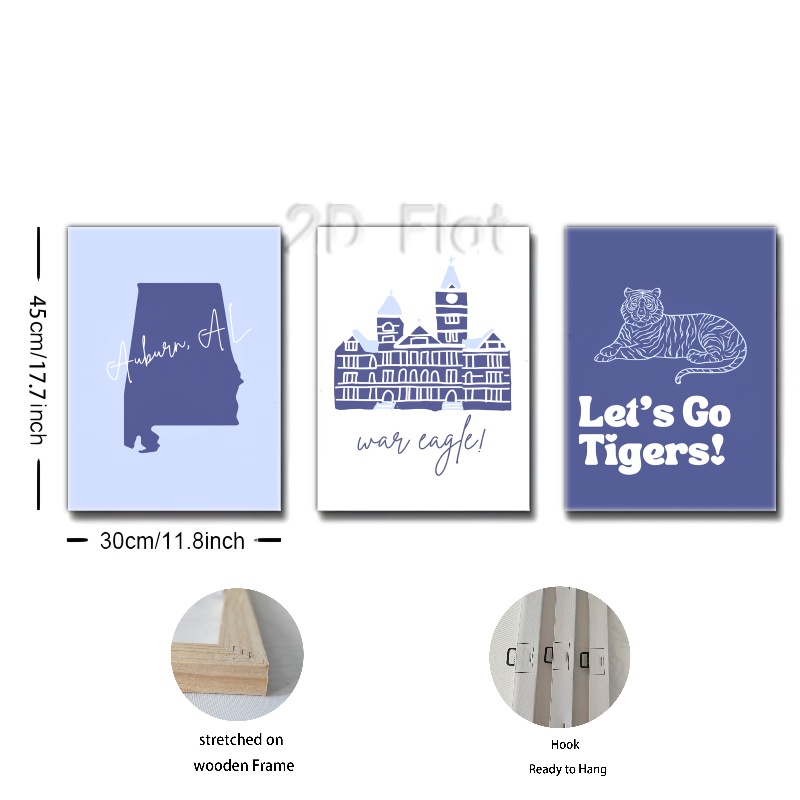 2D Flat
45cm/17.7inch
Auburn, AL
war eagle!
Let's Go
Tigers!
30cm/11.8inch
stretched on
wooden Frame
Hook
Ready to Hang